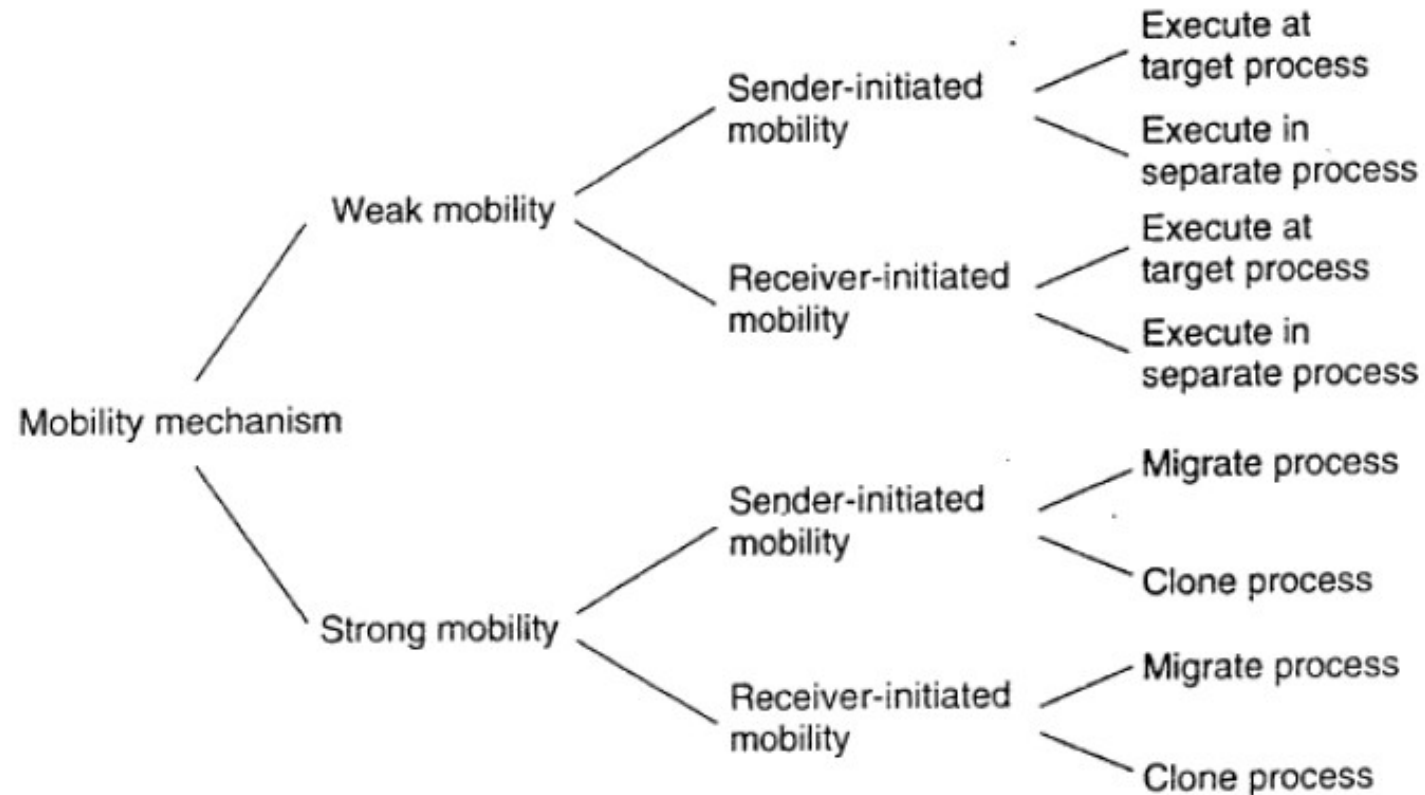 Execute at
target process
Sender-initiated
mobility
Execute in
separate process
Weak mobility
Execute at
target process
Receiver-initiated
mobility
Execute in
separate process
Mobility mechanism
Migrate process
Sender-initiated
mobility
Clone process
Strong mobility
Migrate process
Receiver-initiated
mobility
Clone process